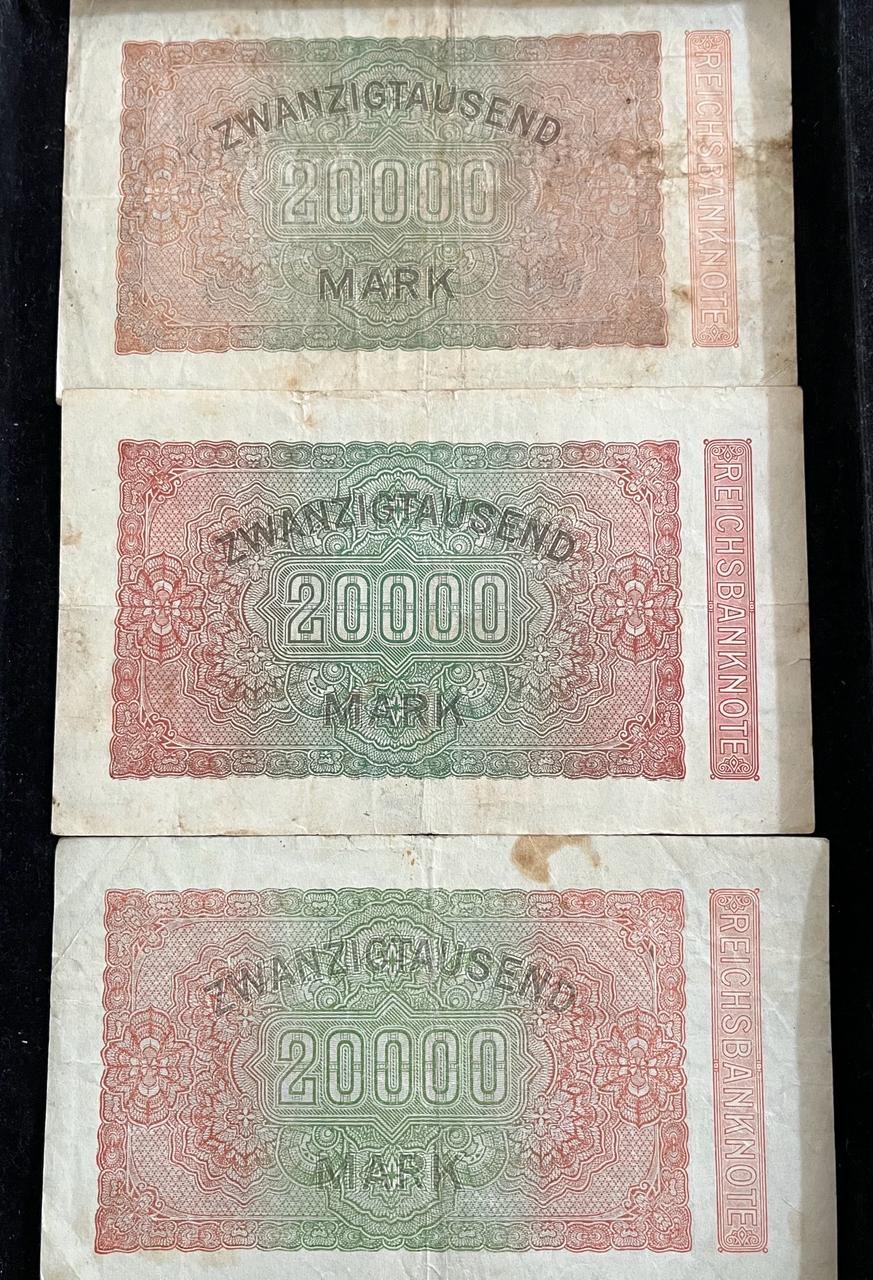 ZWANZIGTAUSEND
20000
MARK
REICHSBANKNOTE
ZWANZIGTAUSEND
20000
MARK
REICHSBANKNOTE
ZWANZIGTAUSEND
20000
MARK
REICHSBANKNOTE